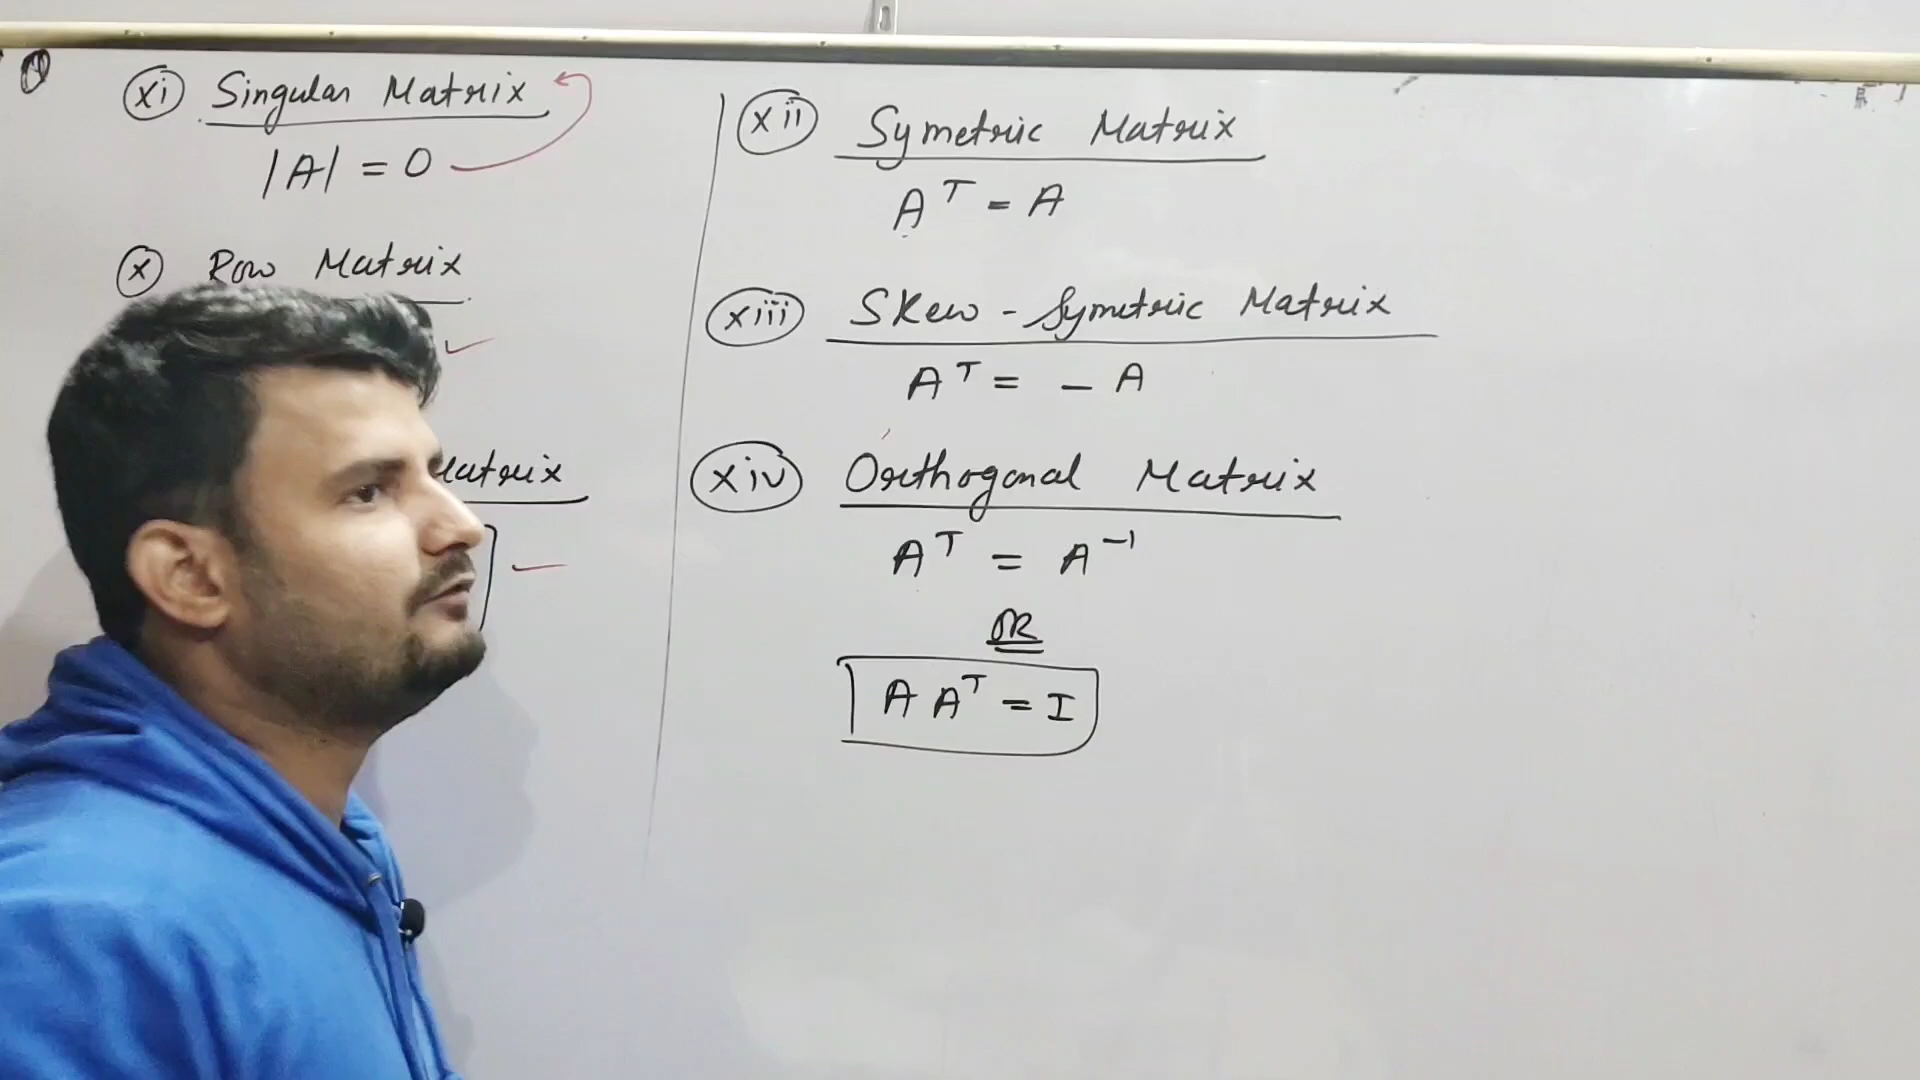 xi Singular Matrix
|A| = 0
x Row Matrix
Matrix
xii Symetric Matrix
Aᵀ = A
xiii Skew - Symetric Matrix
Aᵀ = - A
xiv Orthogonal Matrix
Aᵀ = A⁻¹
OR
A Aᵀ = I